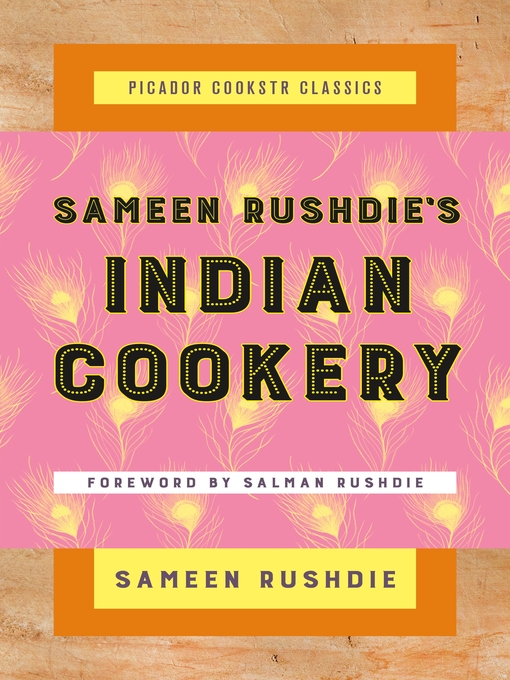 PICADOR COOKSTR CLASSICS
SAMEEN RUSHDIE'S
INDIAN
COOKERY
FOREWORD BY SALMAN RUSHDIE
SAMEEN RUSHDIE